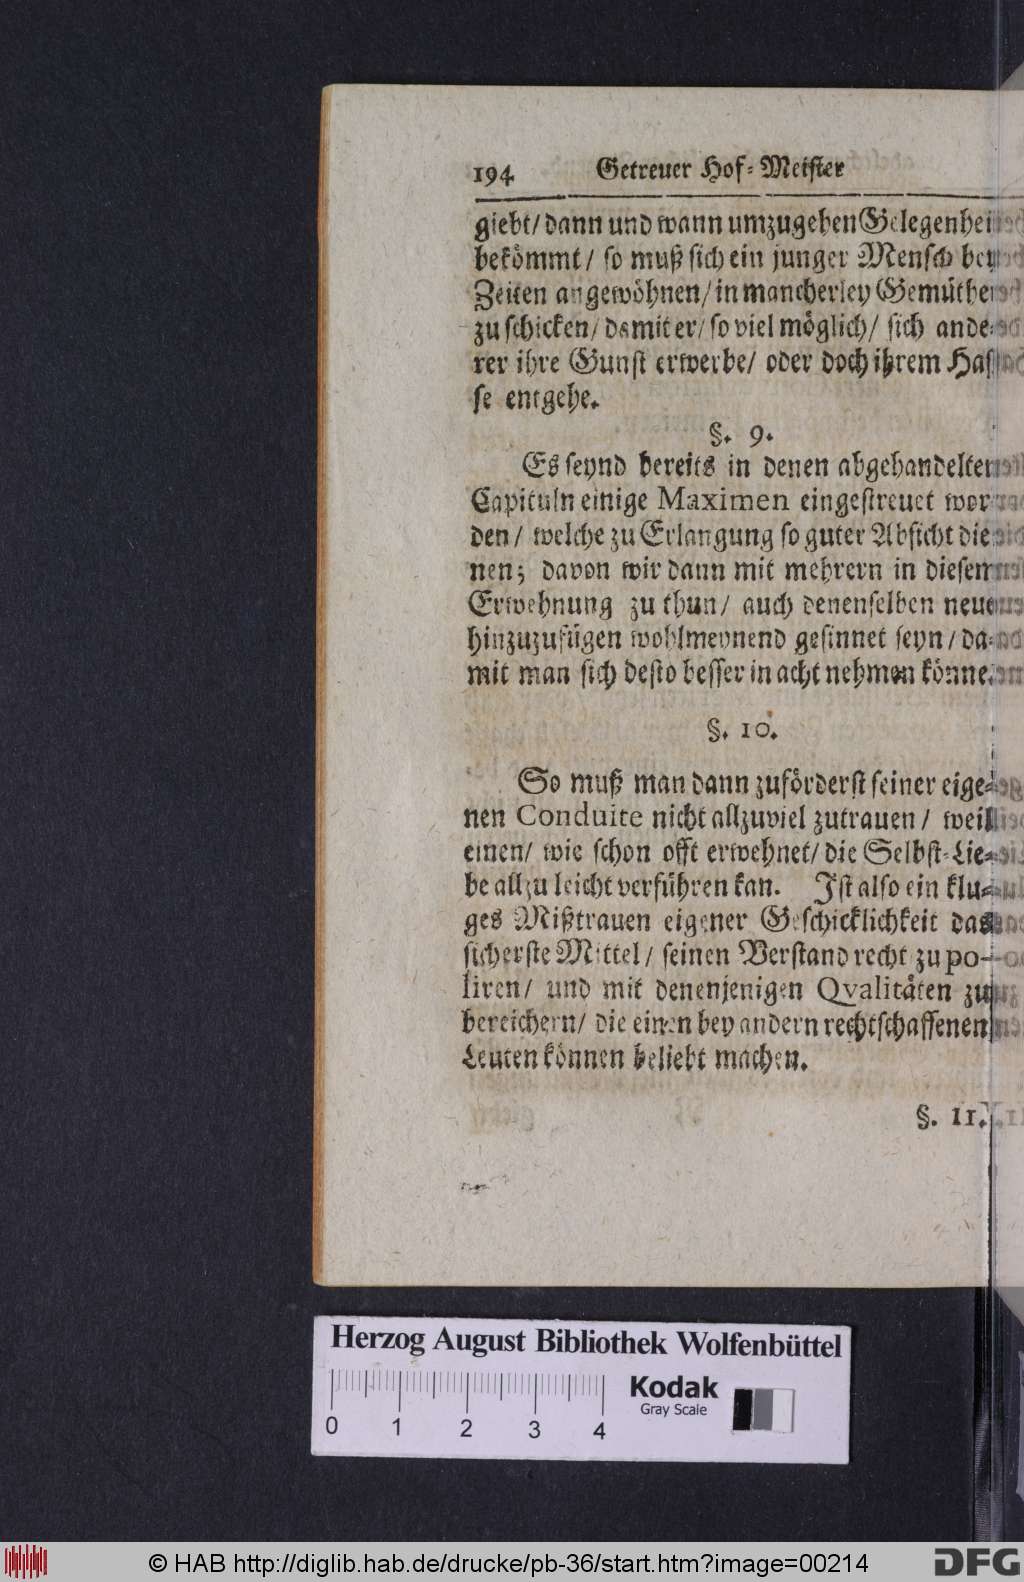 194 Getreuer Hof-Meister
giebt/ dann und wann umzugehen Gelegenheit
bekömmt/ so muß sich ein junger Mensch bey
Zeiten angewöhnen/ in mancherley Gemüther
zu schicken/ damit er/ so viel möglich/ sich ande-
rer ihre Gunst erwerbe/ oder doch ihrem Has-
se entgehe.
§. 9.
Es seynd bereits in denen abgehandelten
Capituln einige Maximen eingestreuet wor-
den/ welche zu Erlangung so guter Absicht die-
nen; davon wir dann mit mehrern in diesem
Erwehnung zu thun/ auch denenselben neue
hinzuzufügen wohlmeynend gesinnet seyn/ da-
mit man sich desto besser in acht nehmen könne.
§. 10.
So muß man dann zuförderst seiner eige-
nen Conduite nicht allzuviel zutrauen/ weil
einen/ wie schon offt erwehnet/ die Selbst-Lie-
be allzu leicht verführen kan. Ist also ein klu-
ges Mißtrauen eigener Geschicklichkeit das
sicherste Mittel/ seinen Verstand recht zu po-
liren/ und mit denenjenigen Qvalitäten zu
bereichern/ die einen bey andern rechtschaffenen
Leuten können beliebt machen.
§. 11.
Herzog August Bibliothek Wolfenbüttel
Kodak
Gray Scale
0 1 2 3 4
© HAB http://diglib.hab.de/drucke/pb-36/start.htm?image=00214
DFG